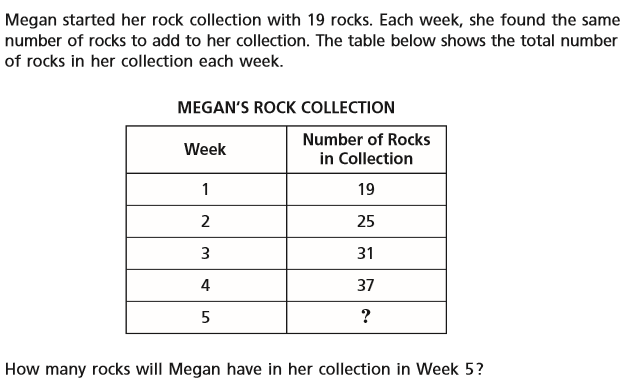 Megan started her rock collection with 19 rocks. Each week, she found the same
number of rocks to add to her collection. The table below shows the total number
of rocks in her collection each week.
MEGAN'S ROCK COLLECTION
Week Number of Rocks
in Collection
1 19
2 25
3 31
4 37
5 ?
How many rocks will Megan have in her collection in Week 5?